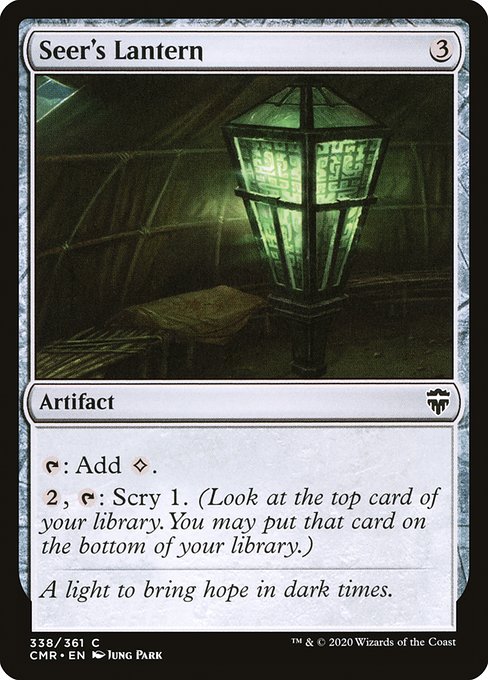 Seer's Lantern 3
Artifact
: Add .
2, : Scry 1. (Look at the top card of
your library. You may put that card on
the bottom of your library.)
A light to bring hope in dark times.
338/361 C
CMR • EN Jung Park
™ & © 2020 Wizards of the Coast